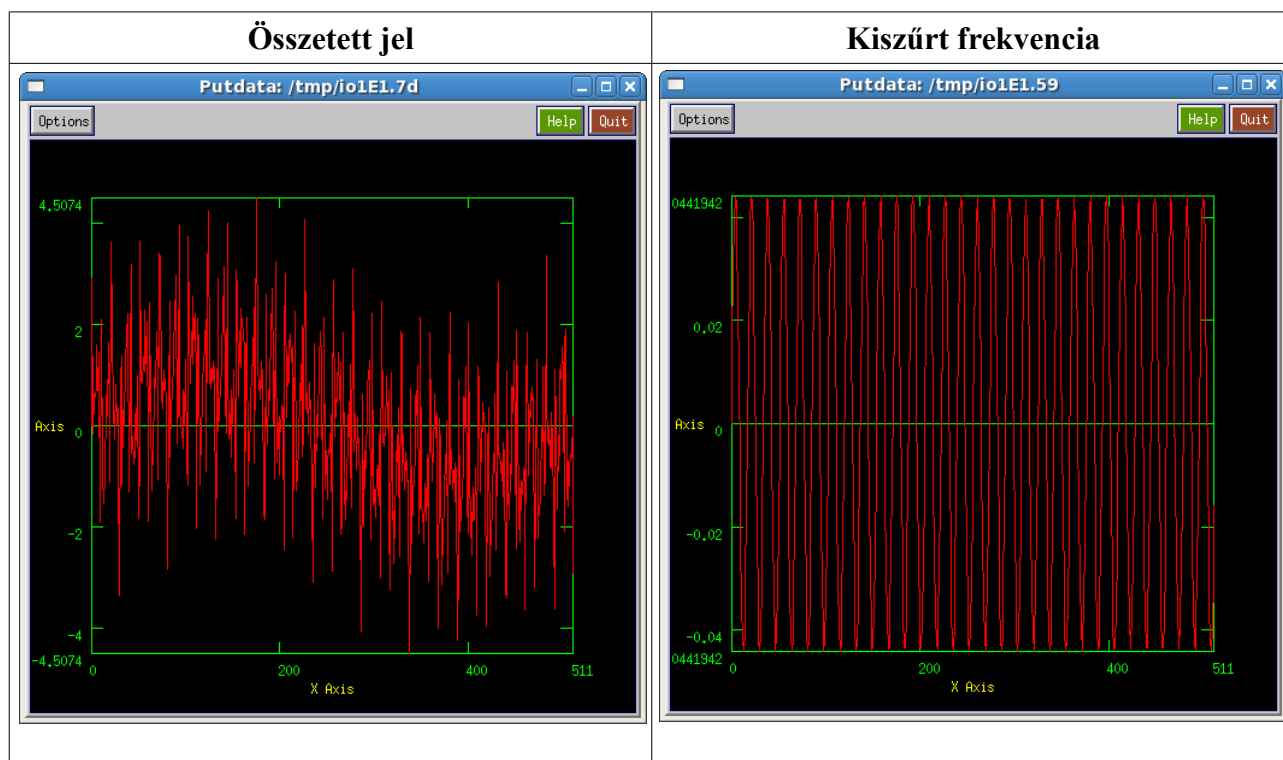 Összetett jel
Kiszűrt frekvencia
Putdata: /tmp/io1E1.7d
Options
Help
Quit
4.5074
2
Axis
0
-2
-4
-4.5074
0
200
400
511
X Axis
Putdata: /tmp/io1E1.59
Options
Help
Quit
0441942
0.02
Axis
0
-0.02
-0.04
0441942
0
200
400
511
X Axis